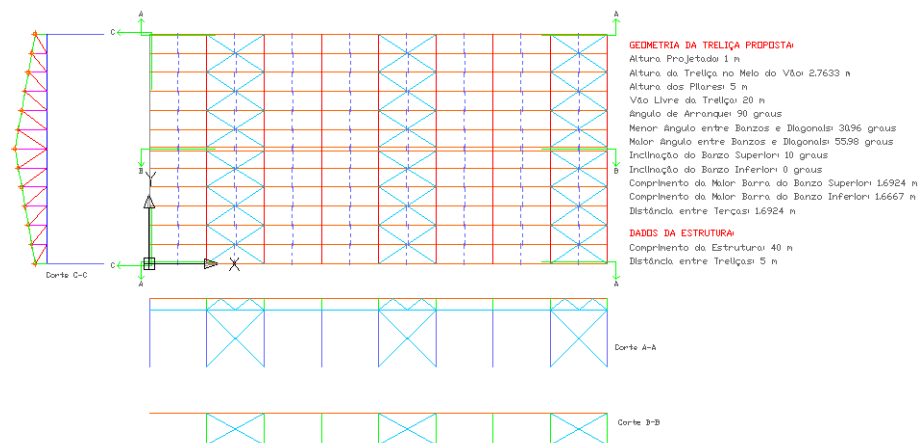 A
A
C
GEOMETRIA DA TRELIÇA PROPOSTA:
Altura Projetada: 1 m
Altura da Treliça no Meio do Vão: 2.7633 m
Altura dos Pilares: 5 m
Vão Livre da Treliça: 20 m
Angulo de Arranque: 90 graus
Menor Angulo entre Banzos e Diagonais: 30.96 graus
Maior Angulo entre Banzos e Diagonais: 55.98 graus
Inclinação do Banzo Superior: 10 graus
Inclinação do Banzo Inferior: 0 graus
Comprimento da Maior Barra do Banzo Superior: 1.6924 m
Comprimento da Maior Barra do Banzo Inferior: 1.6667 m
Distância entre Terças: 1.6924 m
B
B
Y
DADOS DA ESTRUTURA:
Comprimento da Estrutura: 40 m
Distância entre Treliças: 5 m
X
C
Corte C-C
A
A
Corte A-A
Corte B-B